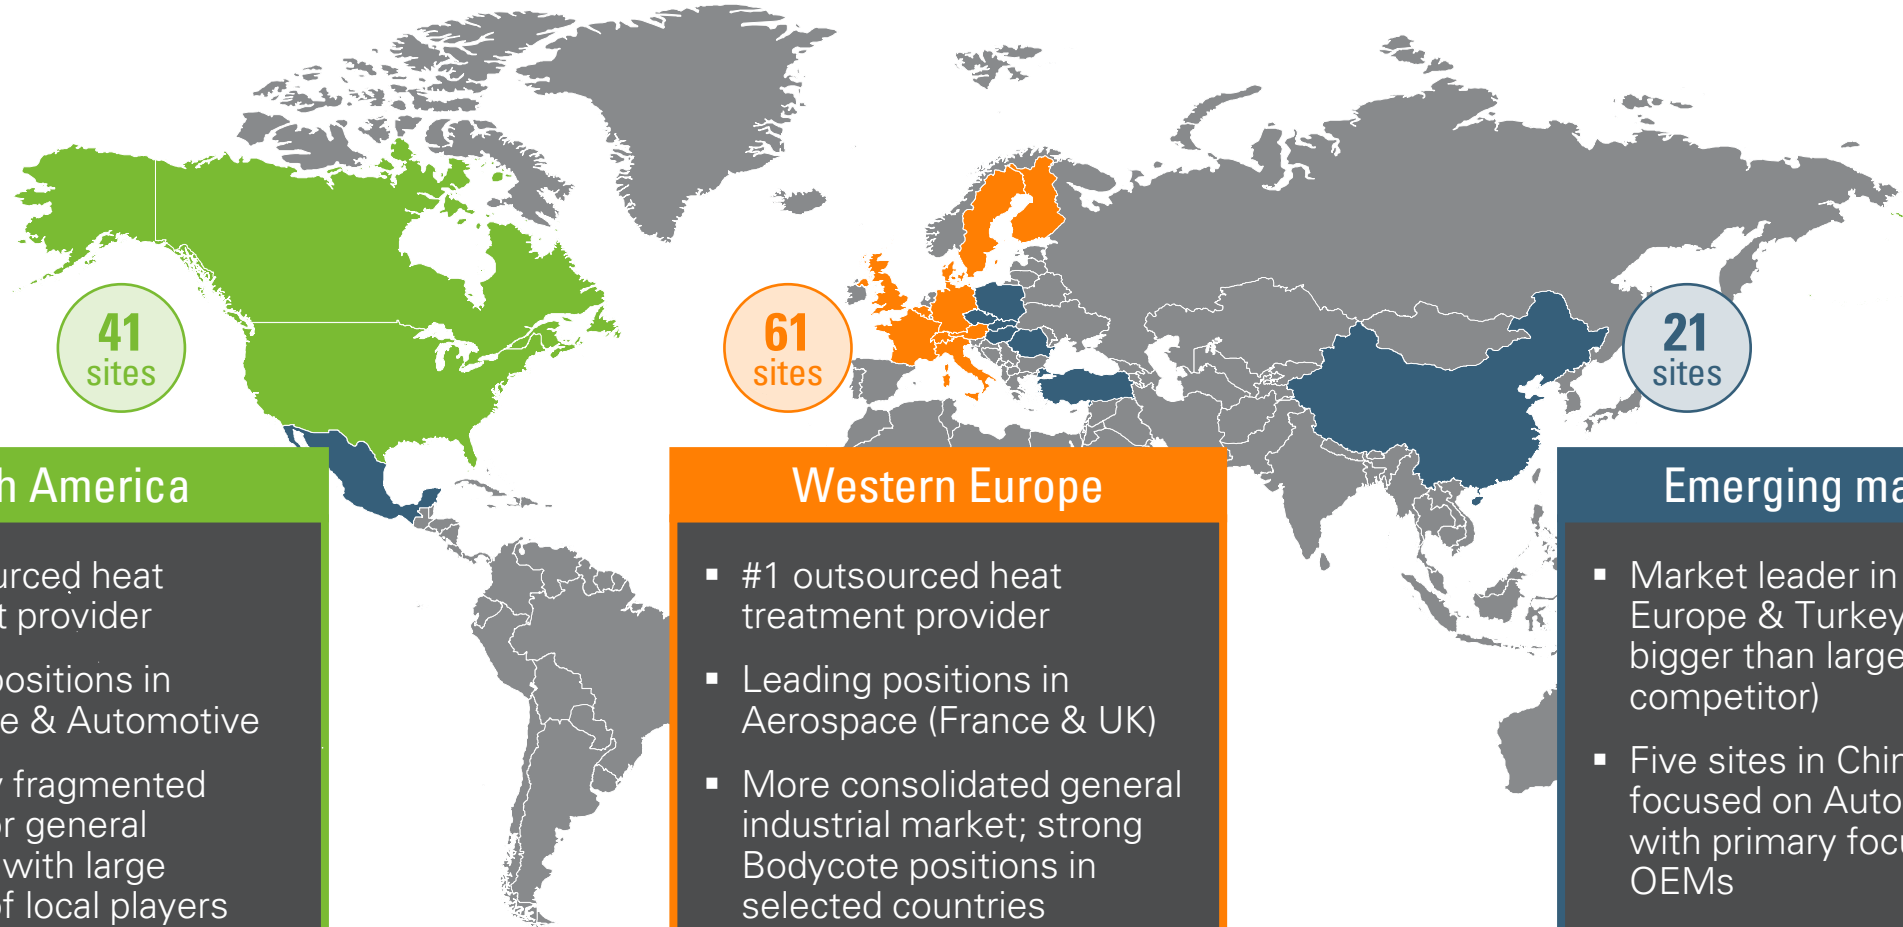 41
sites
61
sites
21
sites
h America
urced heat
t provider
positions in
e & Automotive
y fragmented
or general
with large
of local players
Western Europe
▪ #1 outsourced heat
treatment provider
▪ Leading positions in
Aerospace (France & UK)
▪ More consolidated general
industrial market; strong
Bodycote positions in
selected countries
Emerging ma
▪ Market leader in
Europe & Turkey
bigger than large
competitor)
▪ Five sites in Chin
focused on Auto
with primary focu
OEMs